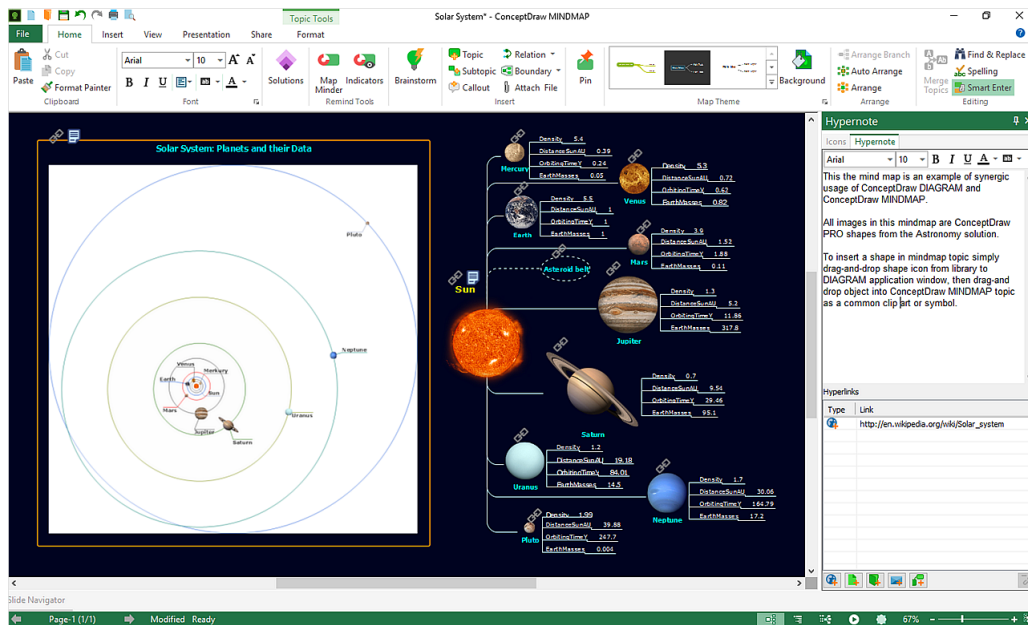 Topic Tools
Solar System* - ConceptDraw MINDMAP
File
Home
Insert
View
Presentation
Share
Format
Paste
Cut
Copy
Format Painter
Clipboard
Arial
10
B I U
A
Font
Solutions
Map Minder
Indicators
Remind Tools
Brainstorm
Topic
Subtopic
Callout
Relation
Boundary
Attach File
Insert
Pin
Map Theme
Background
Arrange Branch
Auto Arrange
Arrange
Arrange
Merge Topics
Find & Replace
Spelling
Smart Enter
Editing
Solar System: Planets and their Data
Pluto
Neptune
Venus
Merkury
Earth
Sun
Mars
Uranus
Jupiter
Saturn
Sun
Mercury
Density 5.4
DistanceSunAU 0.39
OrbitingTimeY 0.24
EarthMasses 0.05
Venus
Density 5.3
DistanceSunAU 0.72
OrbitingTimeY 0.62
EarthMasses 0.82
Earth
Density 5.5
DistanceSunAU 1
OrbitingTimeY 1
EarthMasses 1
Mars
Density 3.9
DistanceSunAU 1.52
OrbitingTimeY 1.88
EarthMasses 0.11
Asteroid belt
Jupiter
Density 1.3
DistanceSunAU 5.2
OrbitingTimeY 11.86
EarthMasses 317.8
Saturn
Density 0.7
DistanceSunAU 9.54
OrbitingTimeY 29.46
EarthMasses 95.1
Uranus
Density 1.2
DistanceSunAU 19.18
OrbitingTimeY 84.01
EarthMasses 14.5
Neptune
Density 1.7
DistanceSunAU 30.06
OrbitingTimeY 164.79
EarthMasses 17.2
Pluto
Density 1.99
DistanceSunAU 39.88
OrbitingTimeY 247.7
EarthMasses 0.004
Hypernote
Icons
Hypernote
Arial
10
B I U A
This the mind map is an example of synergic
usage of ConceptDraw DIAGRAM and
ConceptDraw MINDMAP.
All images in this mindmap are ConceptDraw
PRO shapes from the Astronomy solution.
To insert a shape in mindmap topic simply
drag-and-drop shape icon from library to
DIAGRAM application window, then drag-and
drop object into ConceptDraw MINDMAP topic
as a common clip art or symbol.
Hyperlinks
Type
Link
http://en.wikipedia.org/wiki/Solar_system
Slide Navigator
Page-1 (1/1)
Modified
Ready
67%